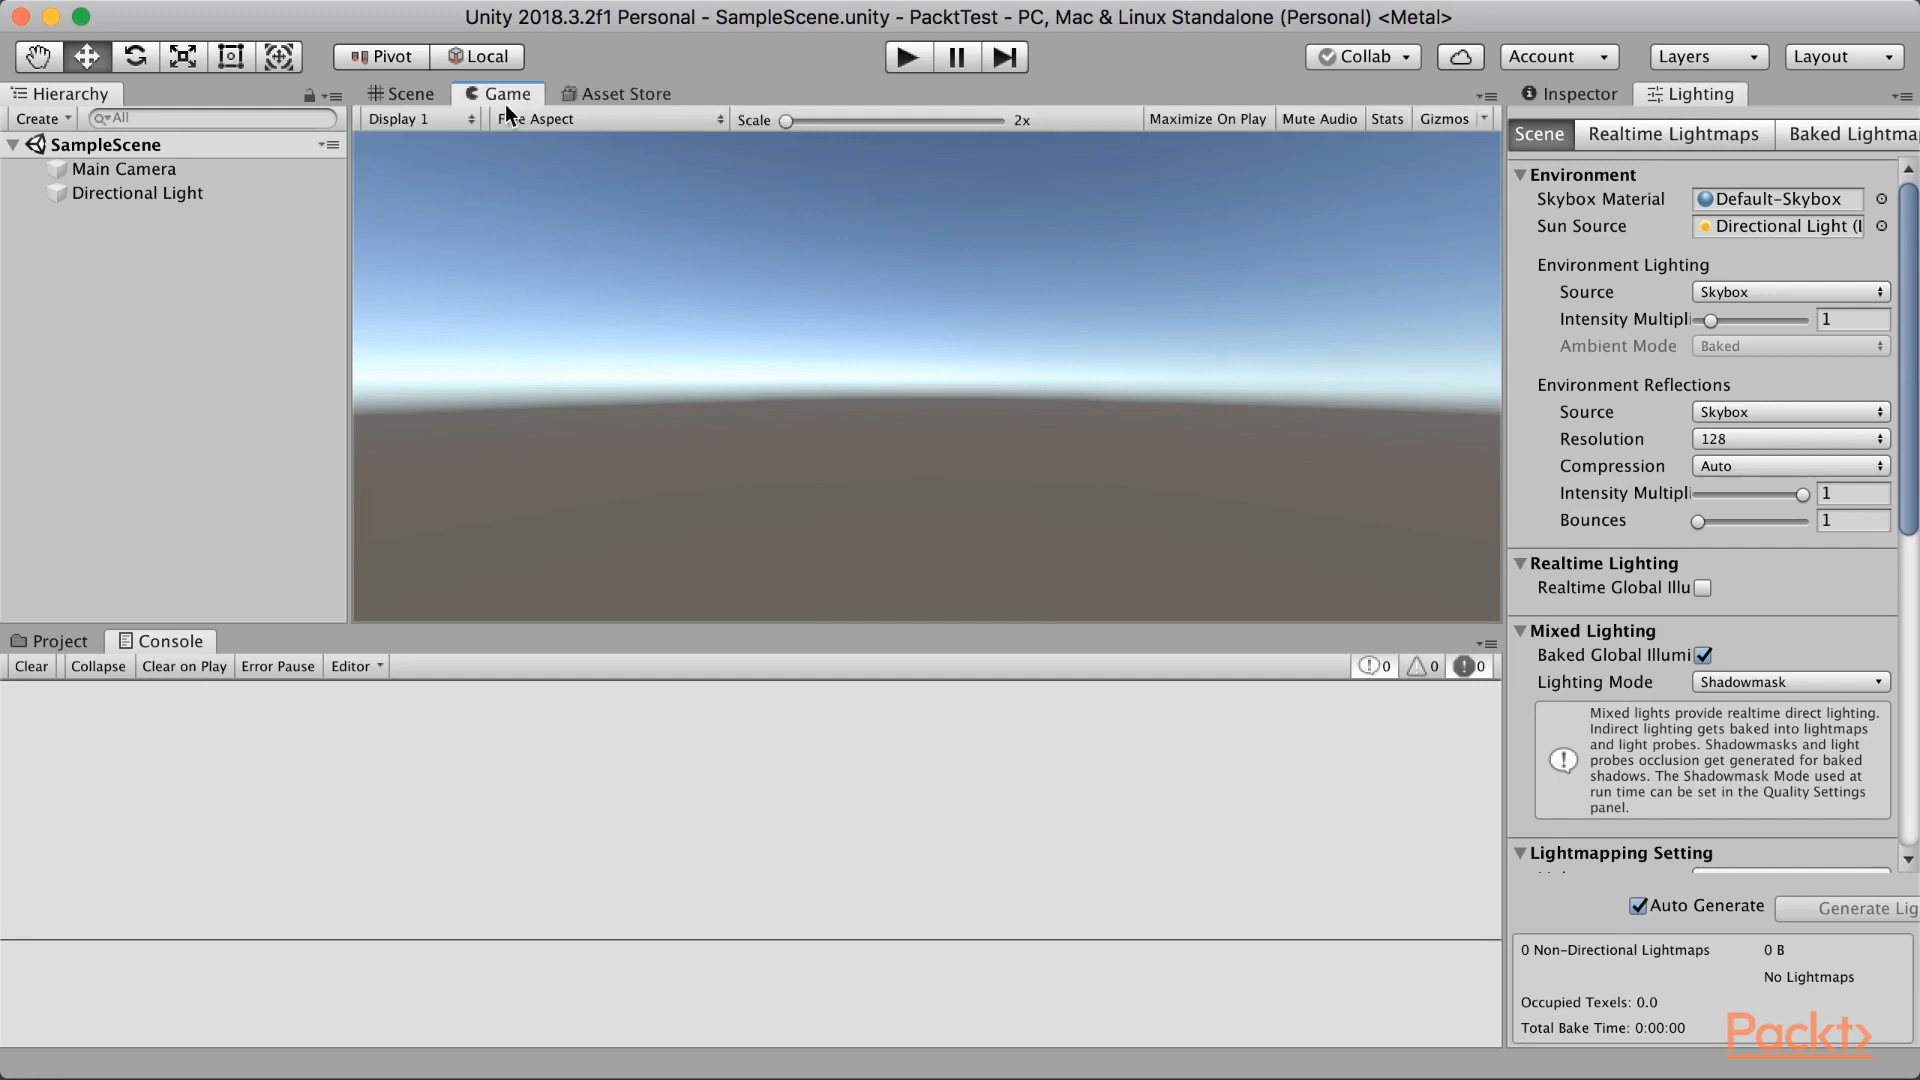 Unity 2018.3.2f1 Personal - SampleScene.unity - PacktTest - PC, Mac & Linux Standalone (Personal) <Metal>
Pivot Local Collab Account Layers Layout
Hierarchy
Create All
SampleScene
Main Camera
Directional Light
Scene Game Asset Store
Display 1 Aspect Scale 2x Maximize On Play Mute Audio Stats Gizmos
Project Console
Clear Collapse Clear on Play Error Pause Editor 0 0 0
Inspector Lighting
Scene Realtime Lightmaps Baked Lightma
Environment
Skybox Material Default-Skybox
Sun Source Directional Light (
Environment Lighting
Source Skybox
Intensity Multipli 1
Ambient Mode Baked
Environment Reflections
Source Skybox
Resolution 128
Compression Auto
Intensity Multipli 1
Bounces 1
Realtime Lighting
Realtime Global Illu
Mixed Lighting
Baked Global Illumi
Lighting Mode Shadowmask
Mixed lights provide realtime direct lighting.
Indirect lighting gets baked into lightmaps
and light probes. Shadowmasks and light
probes occlusion get generated for baked
shadows. The Shadowmask Mode used at
run time can be set in the Quality Settings
panel.
Lightmapping Setting
Auto Generate Generate Lig
0 Non-Directional Lightmaps 0 B
No Lightmaps
Occupied Texels: 0.0
Total Bake Time: 0:00:00
Packt>